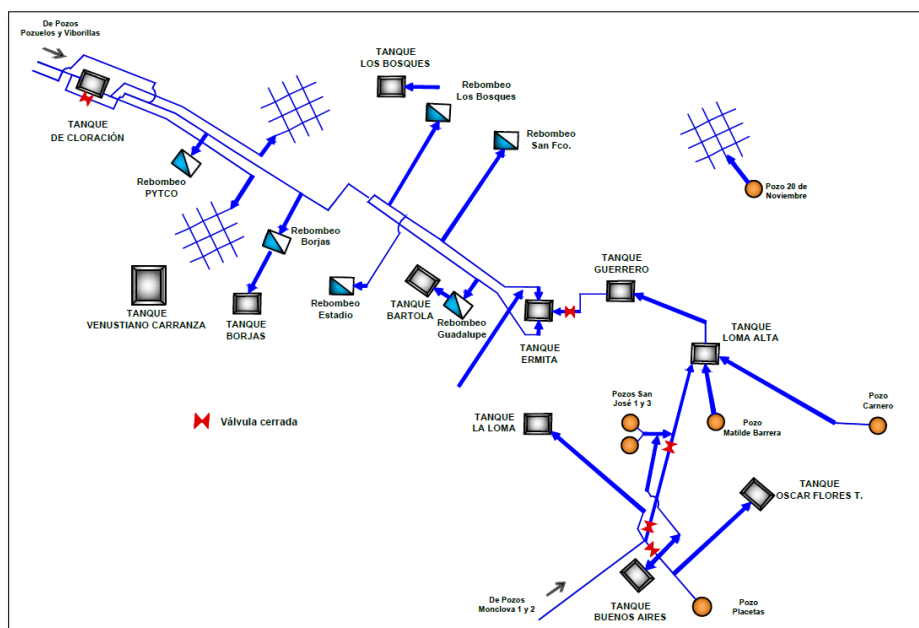 De Pozos
Pozuelos y Viborillas
TANQUE
LOS BOSQUES
Rebombeo
Los Bosques
TANQUE
DE CLORACIÓN
Rebombeo
San Fco.
Rebombeo
PYTCO
Pozo 20 de
Noviembre
Rebombeo
Borjas
TANQUE
GUERRERO
TANQUE
VENUSTIANO CARRANZA
TANQUE
BORJAS
Rebombeo
Estadio
TANQUE
BARTOLA
Rebombeo
Guadalupe
TANQUE
ERMITA
TANQUE
LOMA ALTA
Válvula cerrada
TANQUE
LA LOMA
Pozos San
José 1 y 3
Pozo
Matilde Barrera
Pozo
Carnero
TANQUE
OSCAR FLORES T.
De Pozos
Monclova 1 y 2
TANQUE
BUENOS AIRES
Pozo
Placetas